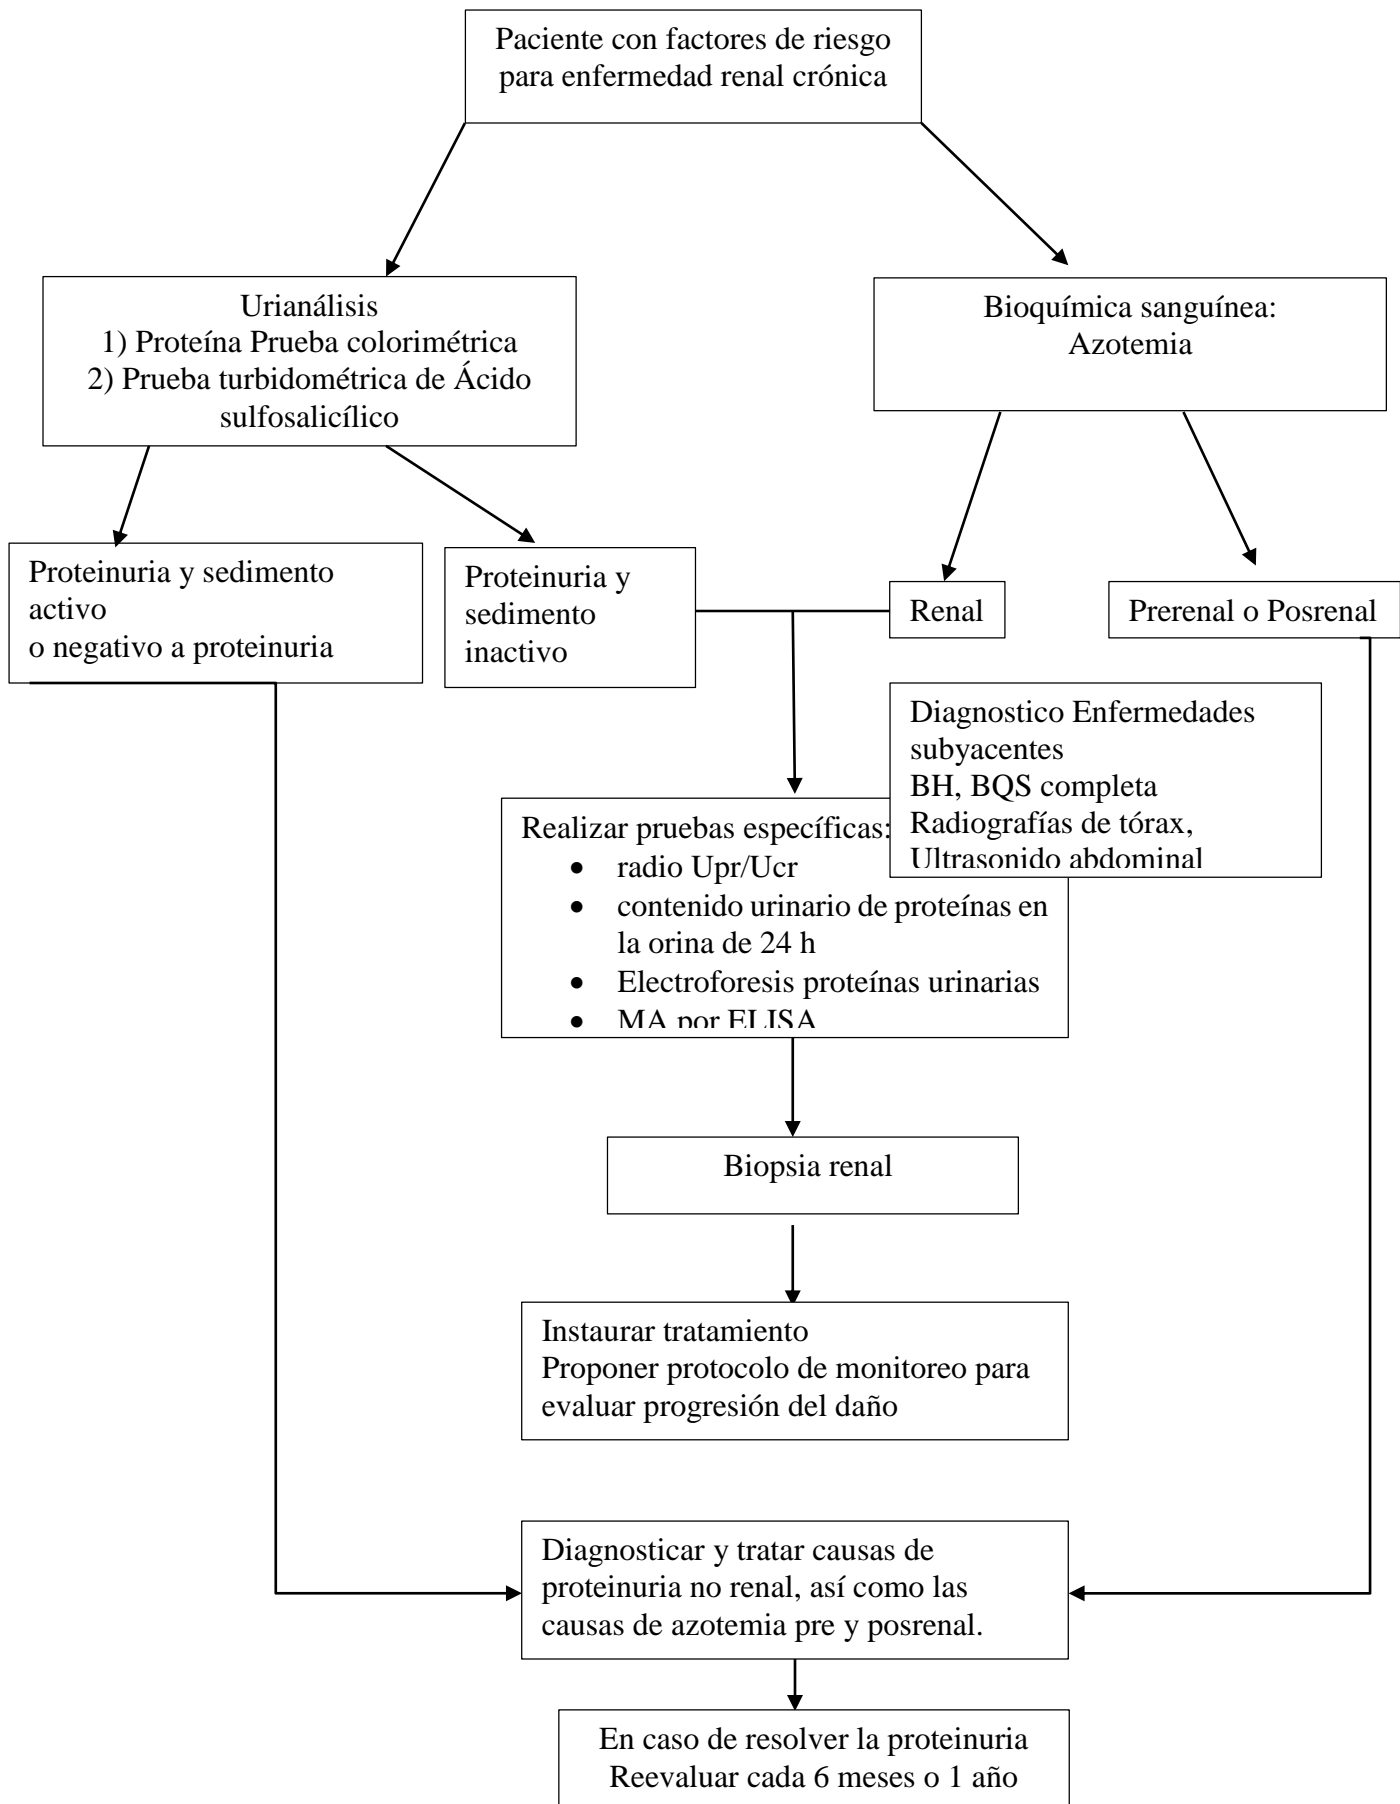 Paciente con factores de riesgo
para enfermedad renal crónica
Urianálisis
1) Proteína Prueba colorimétrica
2) Prueba turbidométrica de Ácido
sulfosalicílico
Bioquímica sanguínea:
Azotemia
Proteinuria y sedimento
activo
o negativo a proteinuria
Proteinuria y
sedimento
inactivo
Renal
Prerenal o Posrenal
Diagnostico Enfermedades
subyacentes
BH, BQS completa
Radiografías de tórax,
Ultrasonido abdominal
Realizar pruebas específicas:
• radio Upr/Ucr
• contenido urinario de proteínas en
la orina de 24 h
• Electroforesis proteínas urinarias
• MA por ELISA
Biopsia renal
Instaurar tratamiento
Proponer protocolo de monitoreo para
evaluar progresión del daño
Diagnosticar y tratar causas de
proteinuria no renal, así como las
causas de azotemia pre y posrenal.
En caso de resolver la proteinuria
Reevaluar cada 6 meses o 1 año